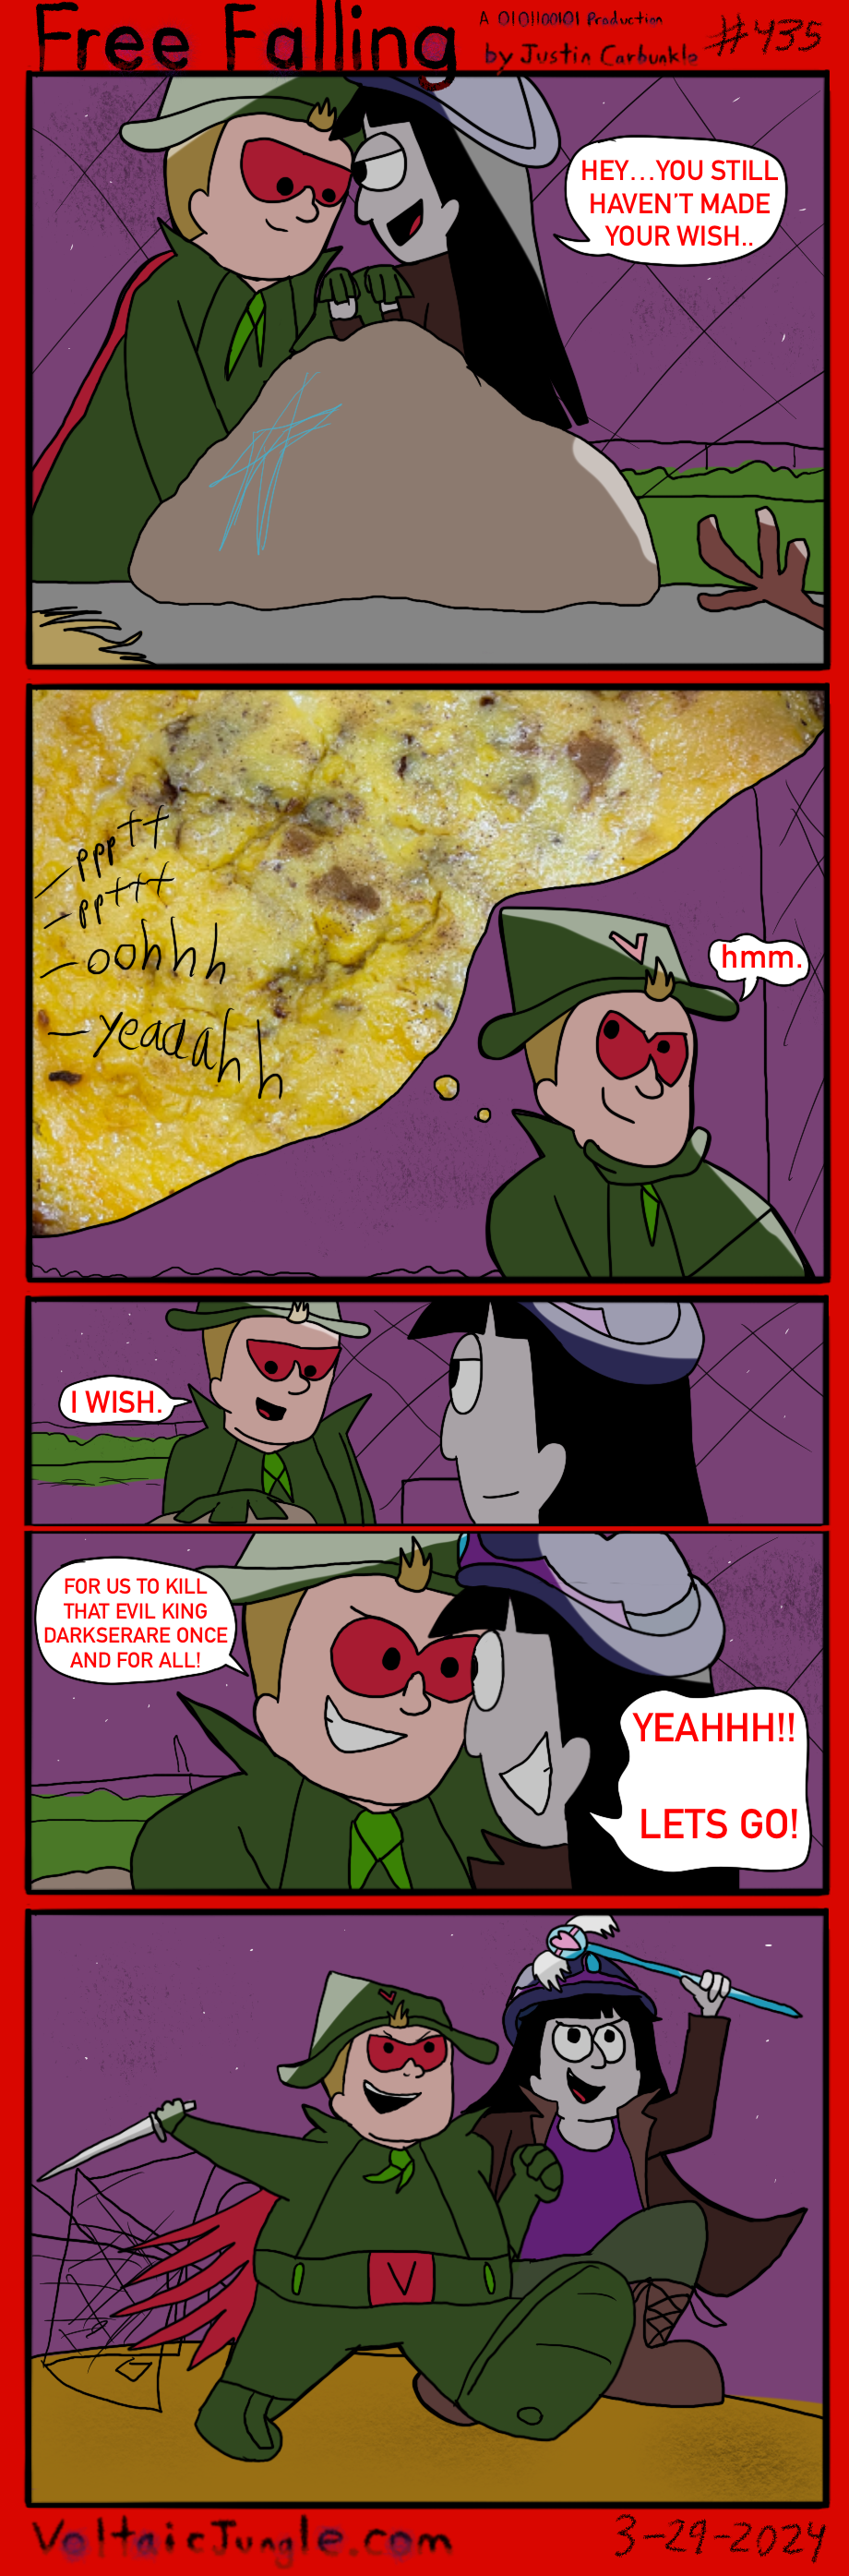 Free Falling
A 0101100101 Production
by Justin Carbunkle
#435
HEY...YOU STILL
HAVEN'T MADE
YOUR WISH..
-ppptt
-ppttt
-oohhh
-yeaaahh
hmm.
I WISH.
FOR US TO KILL
THAT EVIL KING
DARKSERARE ONCE
AND FOR ALL!
YEAHHH!!
LETS GO!
V
VoltaicJungle.com
3-29-2024